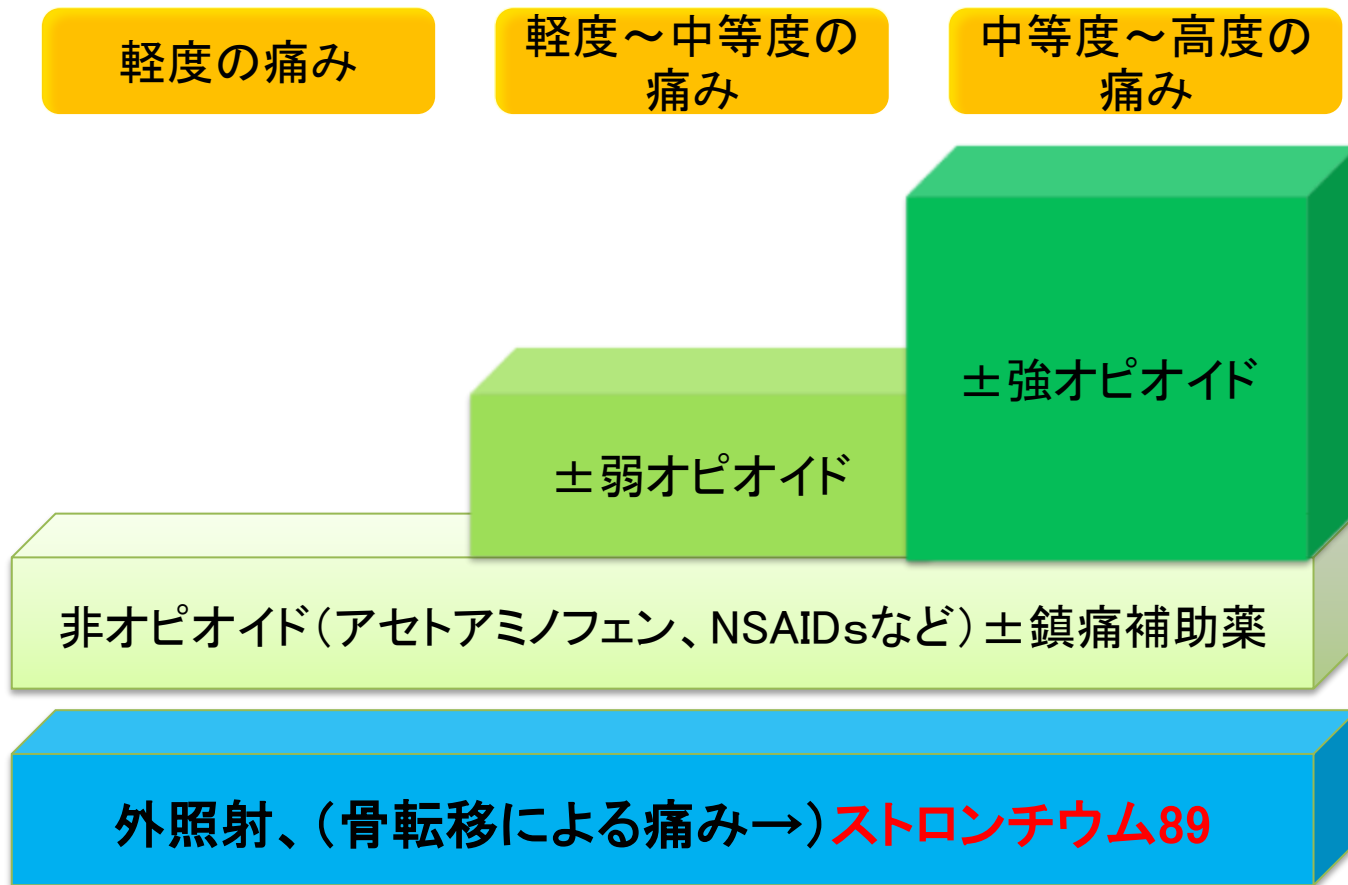 軽度の痛み
軽度～中等度の
痛み
中等度～高度の
痛み
±強オピオイド
±弱オピオイド
非オピオイド（アセトアミノフェン、NSAIDsなど）±鎮痛補助薬
外照射、（骨転移による痛み→）ストロンチウム89